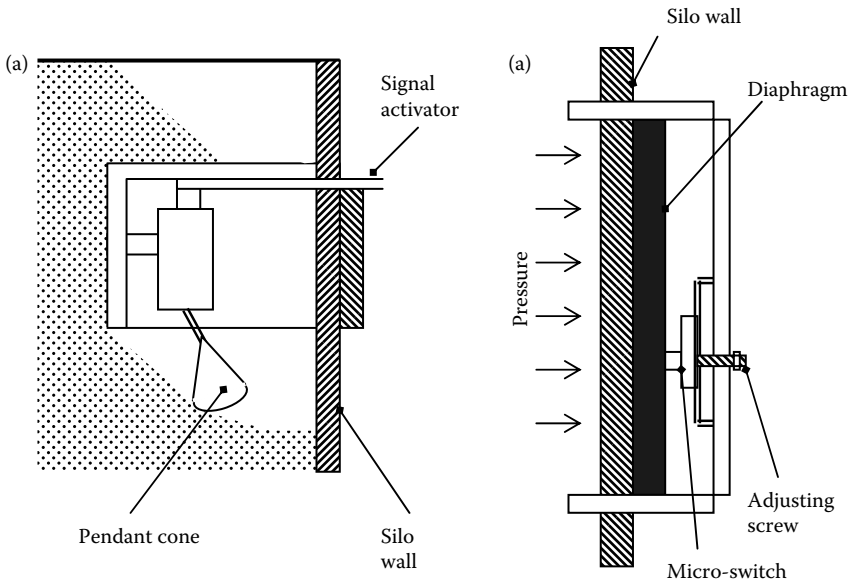 (a)
Signal
activator
Pendant cone
Silo
wall
(a)
Silo wall
Diaphragm
Pressure
Adjusting
screw
Micro-switch